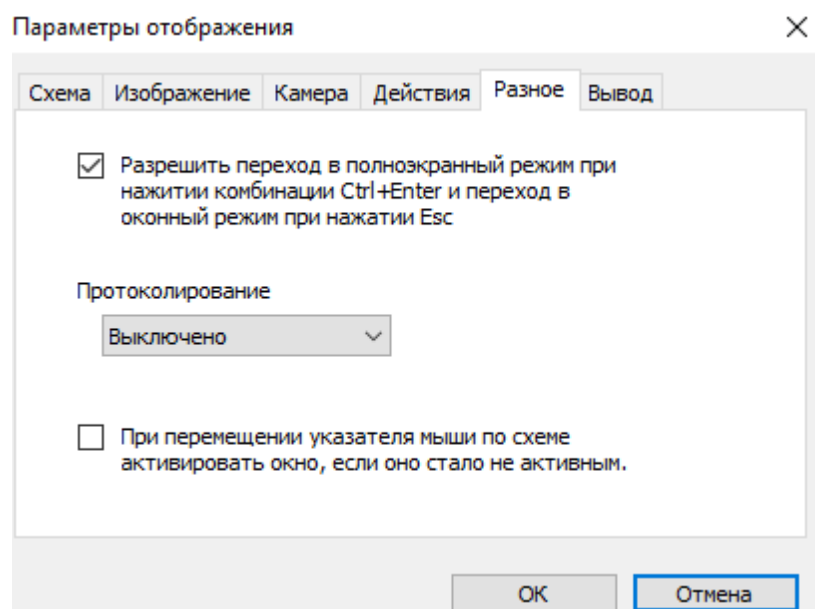 Параметры отображения
Схема Изображение Камера Действия Разное Вывод
Разрешить переход в полноэкранный режим при
нажитии комбинации Ctrl+Enter и переход в
оконный режим при нажатии Esc
Протоколирование
Выключено
При перемещении указателя мыши по схеме
активировать окно, если оно стало не активным.
ОК Отмена